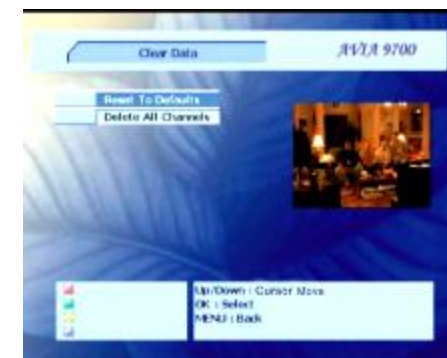 Clear Data
AVIA 9700
Reset To Defaults
Delete All Channels
Up/Down : Cursor Move
OK : Select
MENU : Back